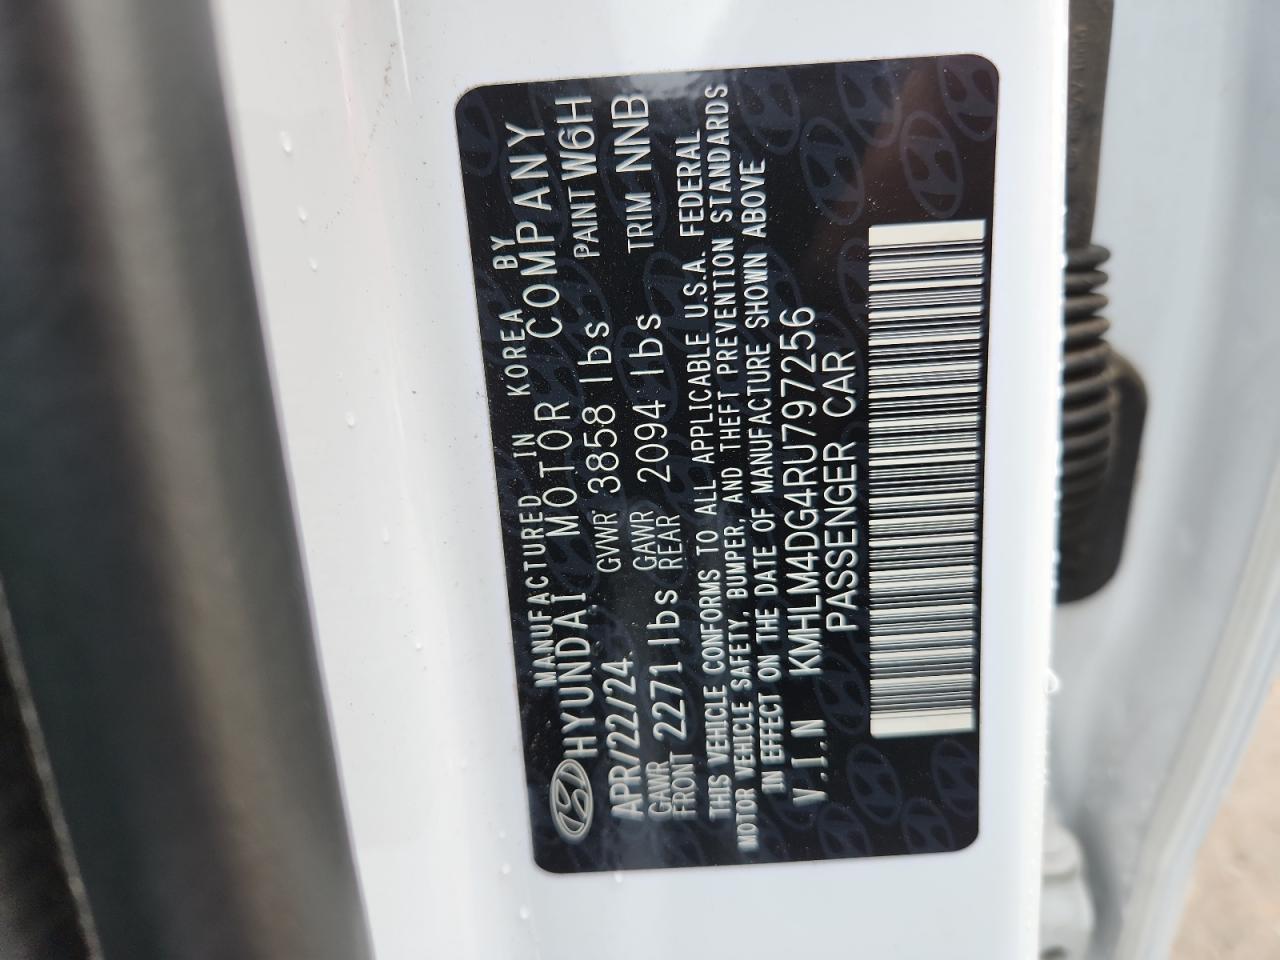 MANUFACTURED IN KOREA BY
HYUNDAI MOTOR COMPANY
APR/22/24 GVWR 3858 lbs PAINT W6H
GAWR FRONT 2271 lbs GAWR REAR 2094 lbs TRIM NNB
THIS VEHICLE CONFORMS TO ALL APPLICABLE U.S.A. FEDERAL
MOTOR VEHICLE SAFETY, BUMPER, AND THEFT PREVENTION STANDARDS
IN EFFECT ON THE DATE OF MANUFACTURE SHOWN ABOVE
V.I.N KMHLM4DG4RU797256
PASSENGER CAR